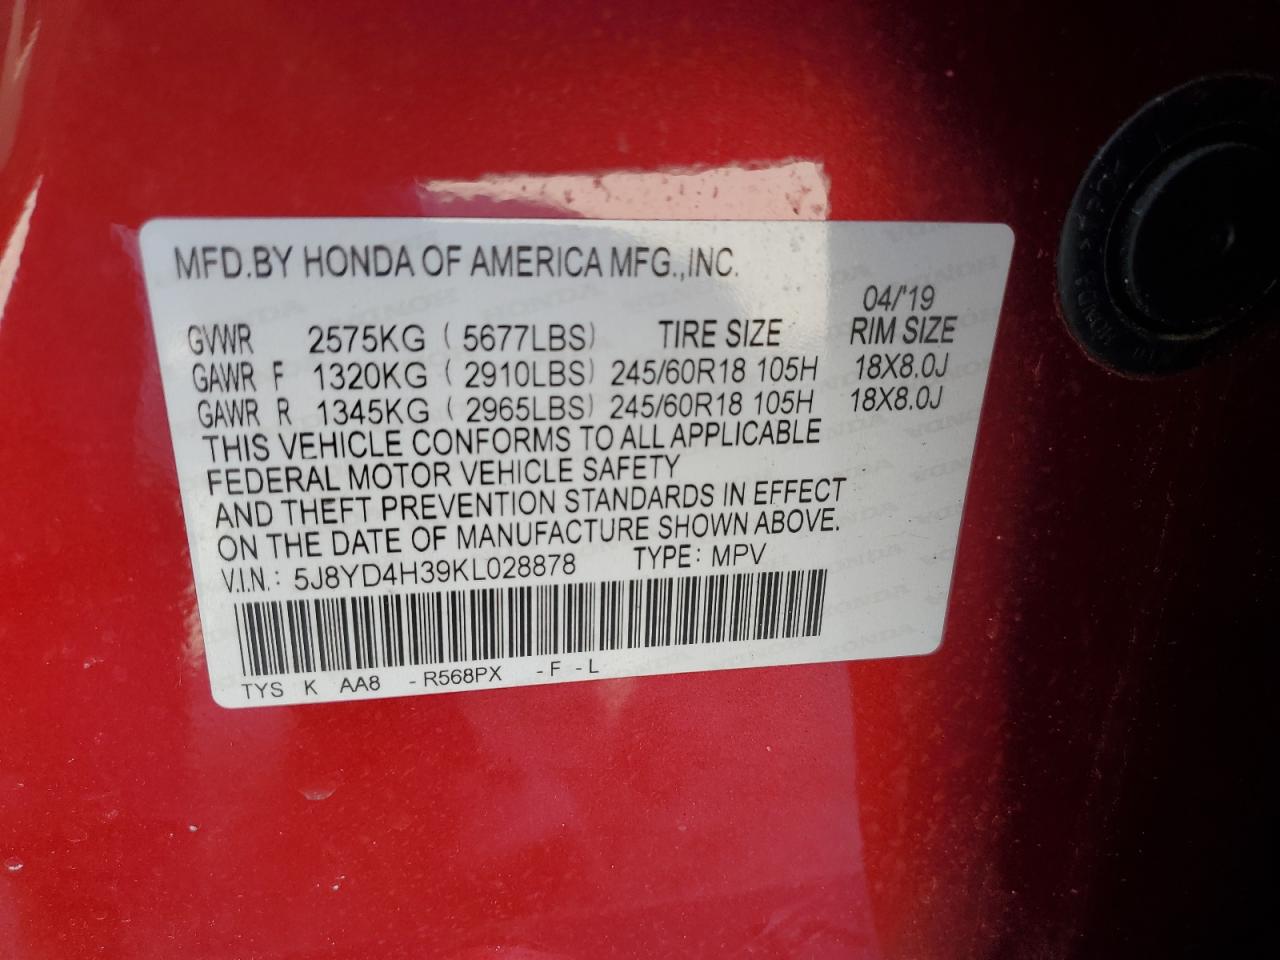 MFD.BY HONDA OF AMERICA MFG.,INC.
04/'19
GVWR 2575KG ( 5677LBS) TIRE SIZE RIM SIZE
GAWR F 1320KG ( 2910LBS) 245/60R18 105H 18X8.0J
GAWR R 1345KG ( 2965LBS) 245/60R18 105H 18X8.0J
THIS VEHICLE CONFORMS TO ALL APPLICABLE
FEDERAL MOTOR VEHICLE SAFETY
AND THEFT PREVENTION STANDARDS IN EFFECT
ON THE DATE OF MANUFACTURE SHOWN ABOVE.
V.I.N.: 5J8YD4H39KL028878 TYPE: MPV
TYS K AA8 -R568PX -F -L